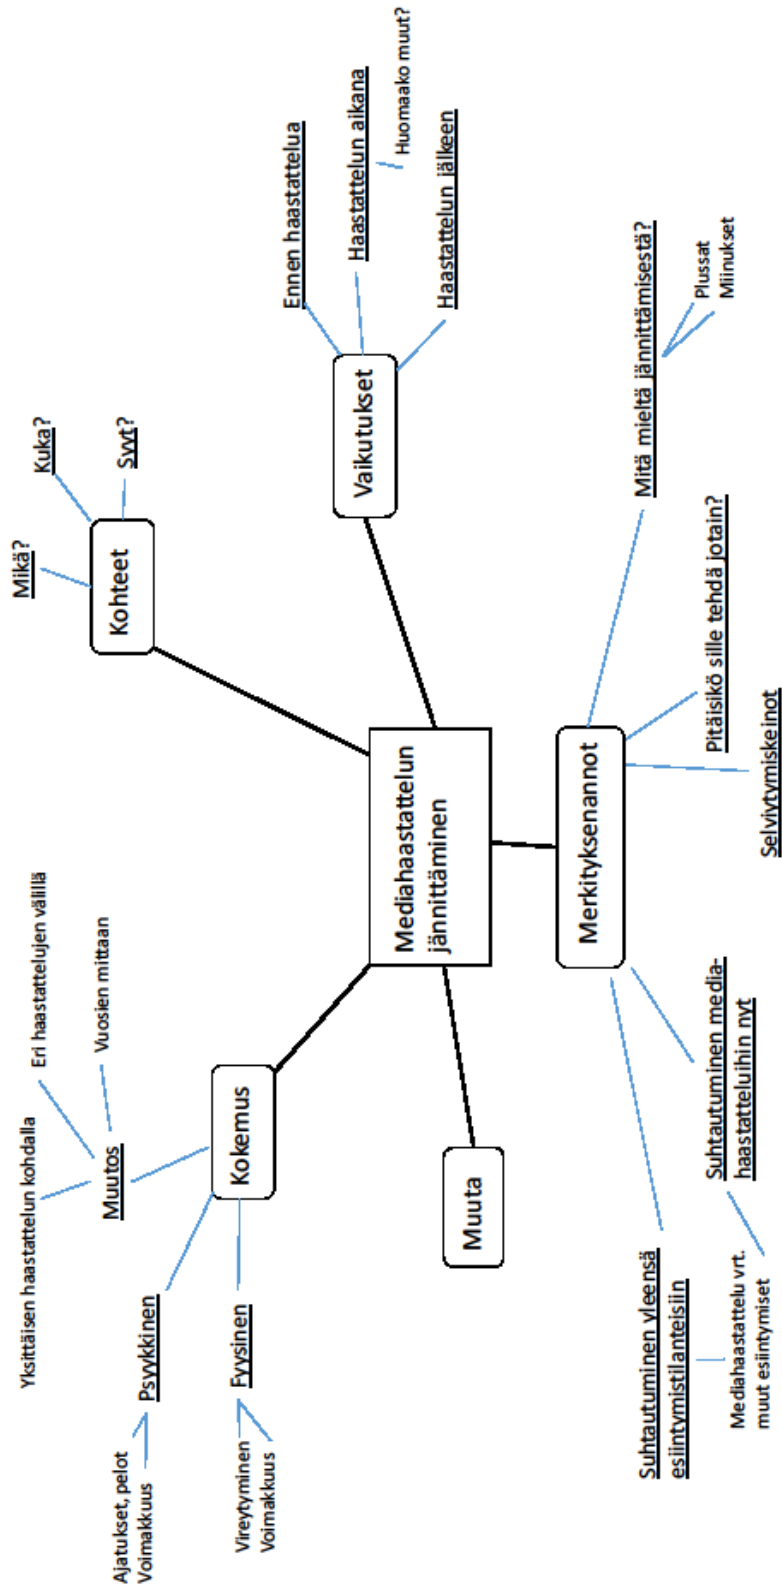 Yksittäisen haastattelun kohdalla
Eri haastattelujen välillä
Vuosien mittaan
Muutos
Ajatukset, pelot
Voimakkuus
Psyykkinen
Vireytyminen
Voimakkuus
Fyysinen
Kokemus
Mikä?
Kuka?
Syyt?
Kohteet
Mediahaastattelun
jännittäminen
Vaikutukset
Ennen haastattelua
Haastattelun aikana
Huomaako muut?
Haastattelun jälkeen
Muuta
Merkityksenannot
Suhtautuminen yleensä
esiintymistilanteisiin
Mediahaastattelu vrt.
muut esiintymiset
Suhtautuminen media-
haastatteluihin nyt
Selviytymiskeinot
Pitäisikö sille tehdä jotain?
Mitä mieltä jännittämisestä?
Plussat
Miinukset